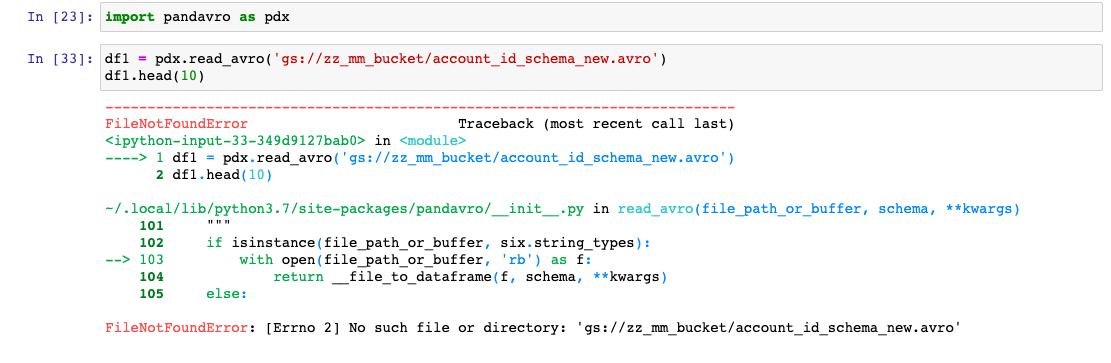 In [23]: import pandavro as pdx
In [33]: df1 = pdx.read_avro('gs://zz_mm_bucket/account_id_schema_new.avro')
df1.head(10)
---------------------------------------------------------------------------
FileNotFoundError                         Traceback (most recent call last)
<ipython-input-33-349d9127bab0> in <module>
----> 1 df1 = pdx.read_avro('gs://zz_mm_bucket/account_id_schema_new.avro')
      2 df1.head(10)
~/.local/lib/python3.7/site-packages/pandavro/__init__.py in read_avro(file_path_or_buffer, schema, **kwargs)
    101     """
    102     if isinstance(file_path_or_buffer, six.string_types):
--> 103         with open(file_path_or_buffer, 'rb') as f:
    104             return __file_to_dataframe(f, schema, **kwargs)
    105     else:
FileNotFoundError: [Errno 2] No such file or directory: 'gs://zz_mm_bucket/account_id_schema_new.avro'